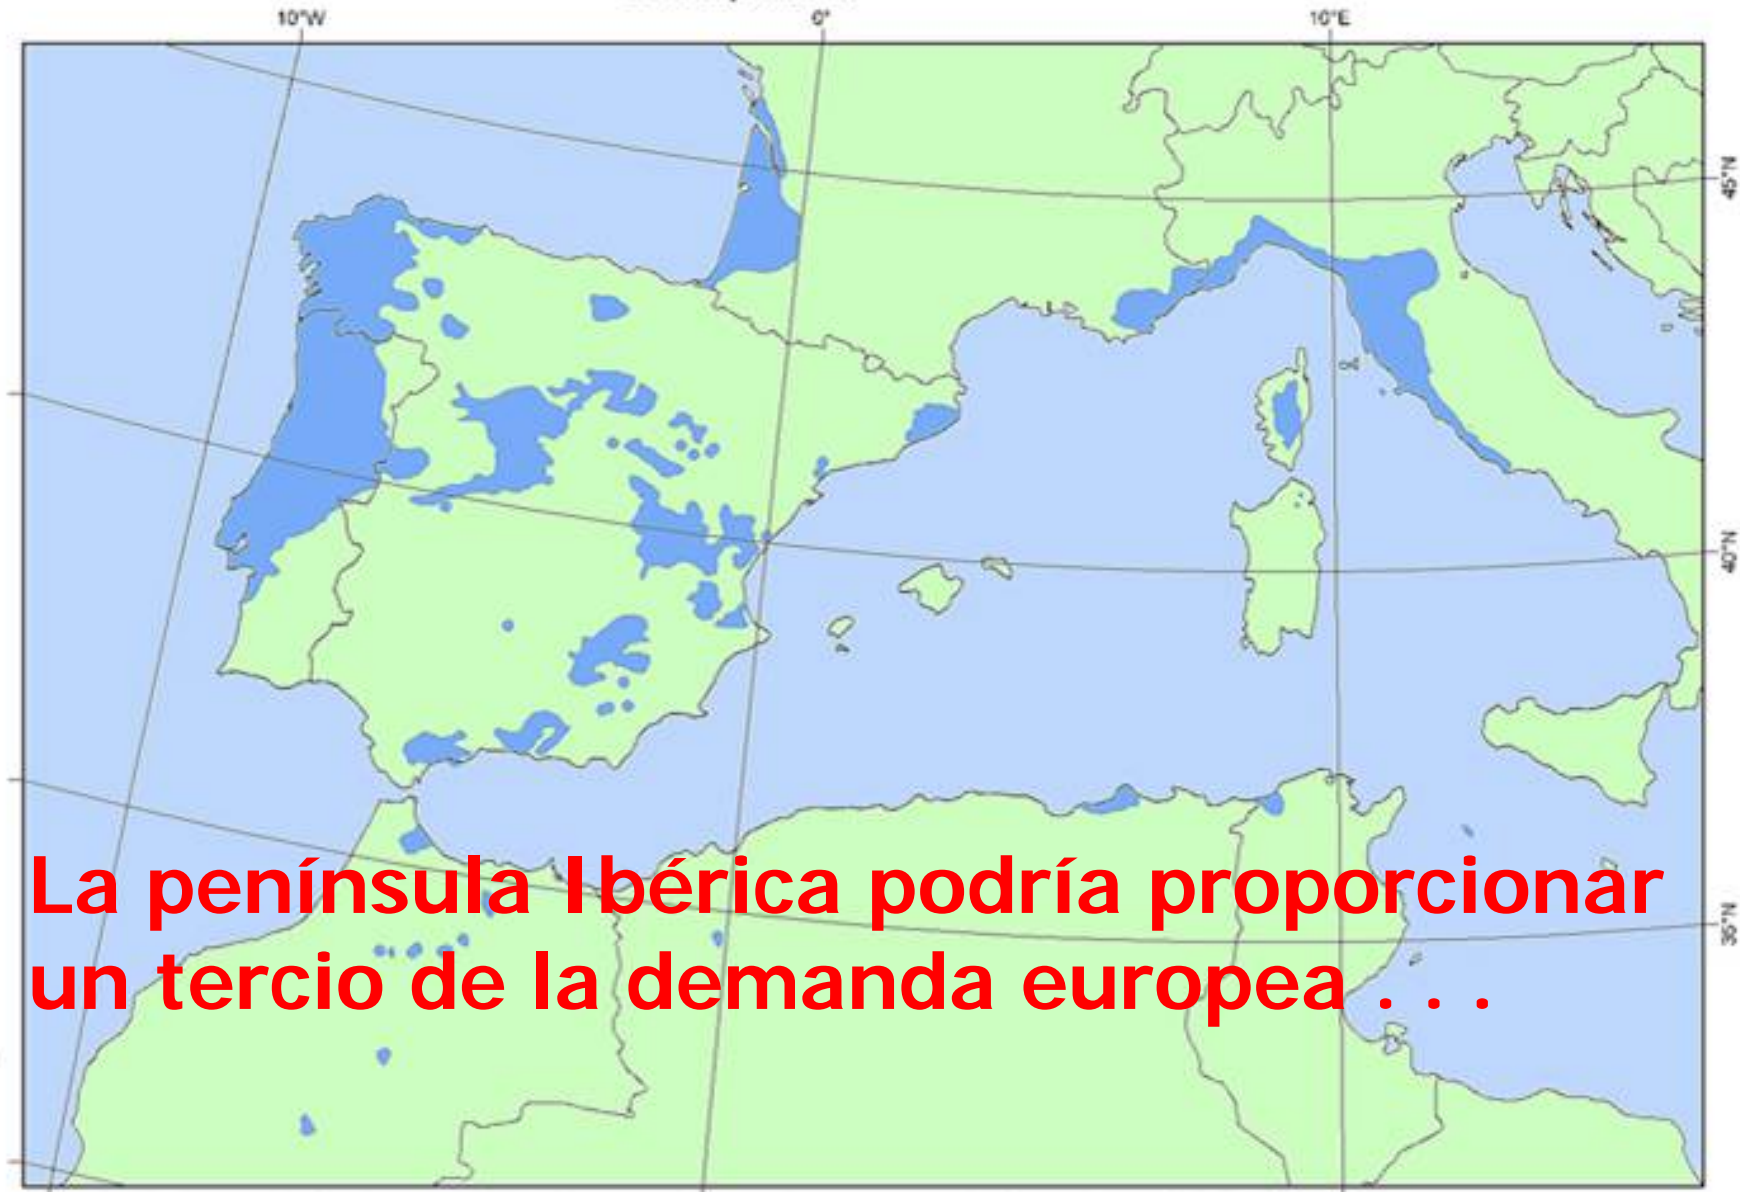 10°W 0° 10°E
45°N
40°N
La península Ibérica podría proporcionar
35°N
un tercio de la demanda europea . . .